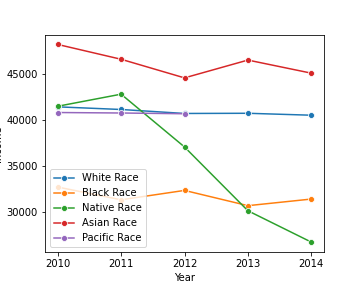 45000
40000
35000
30000
White Race
Black Race
Native Race
Asian Race
Pacific Race
2010 2011 2012 2013 2014
Year